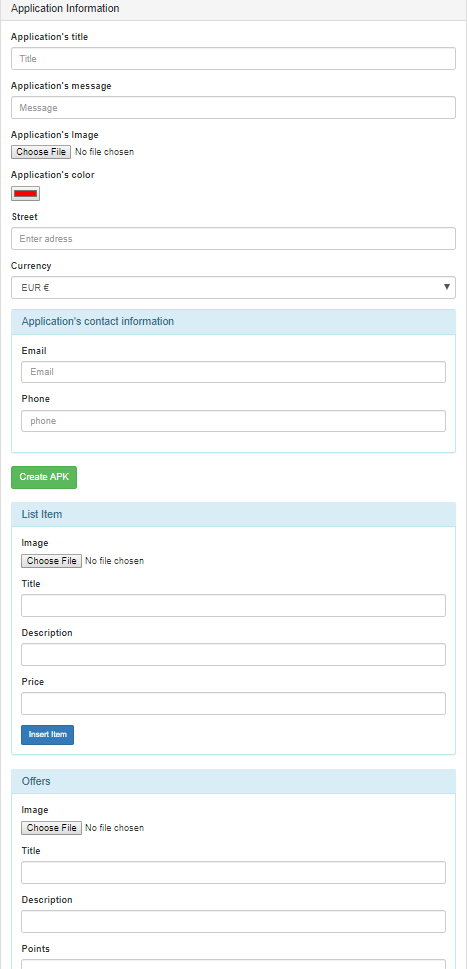 Application Information
Application's title
Title
Application's message
Message
Application's Image
Choose File No file chosen
Application's color
Street
Enter adress
Currency
EUR €
Application's contact information
Email
Email
Phone
phone
Create APK
List Item
Image
Choose File No file chosen
Title
Description
Price
Insert Item
Offers
Image
Choose File No file chosen
Title
Description
Points